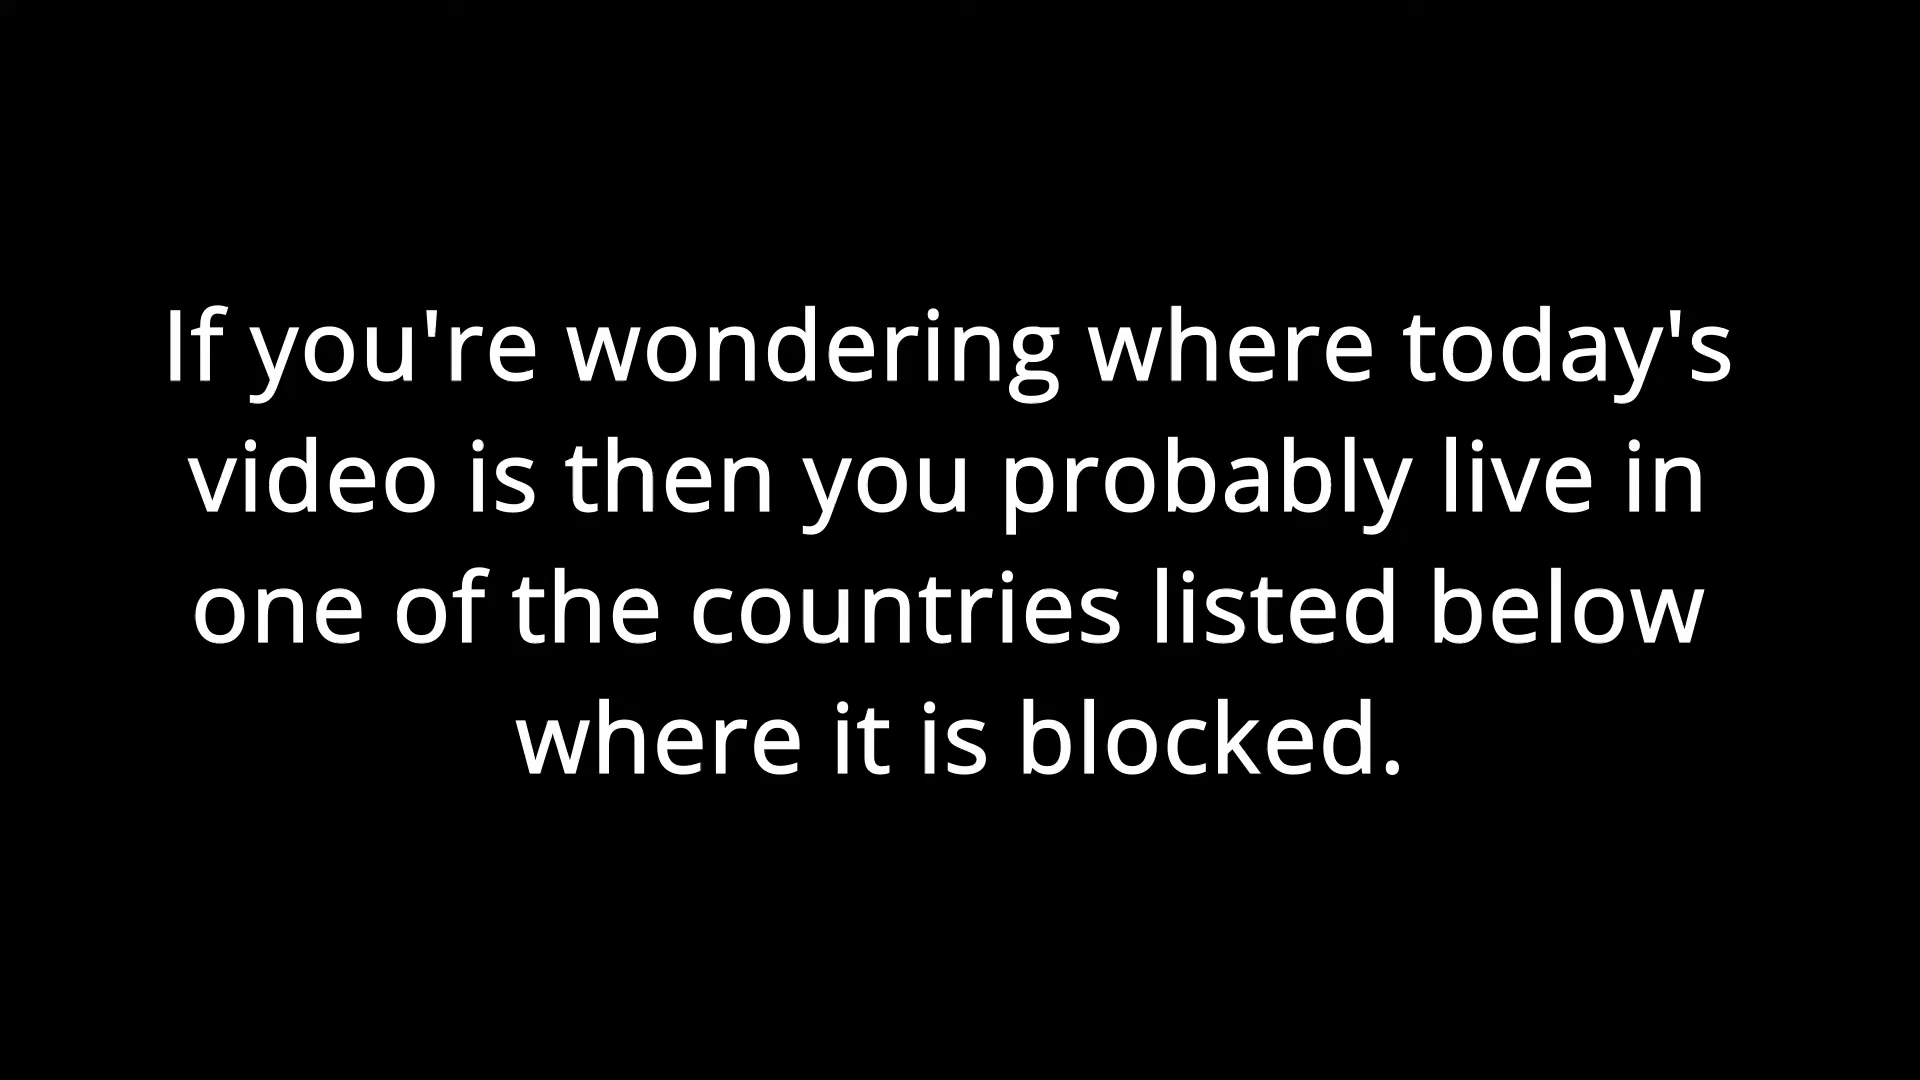 If you're wondering where today's
video is then you probably live in
one of the countries listed below
where it is blocked.